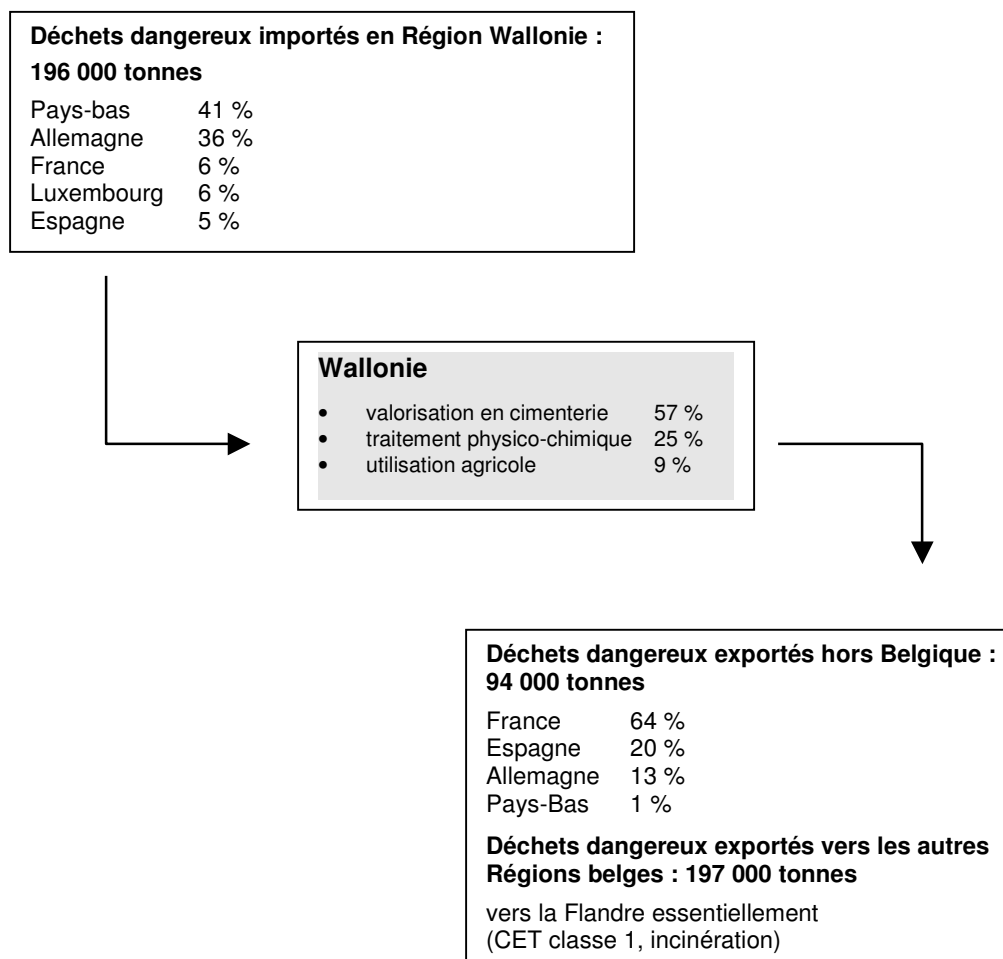 Déchets dangereux importés en Région Wallonie :
196 000 tonnes
Pays-bas 41 %
Allemagne 36 %
France 6 %
Luxembourg 6 %
Espagne 5 %
Wallonie
• valorisation en cimenterie 57 %
• traitement physico-chimique 25 %
• utilisation agricole 9 %
Déchets dangereux exportés hors Belgique :
94 000 tonnes
France 64 %
Espagne 20 %
Allemagne 13 %
Pays-Bas 1 %
Déchets dangereux exportés vers les autres
Régions belges : 197 000 tonnes
vers la Flandre essentiellement
(CET classe 1, incinération)